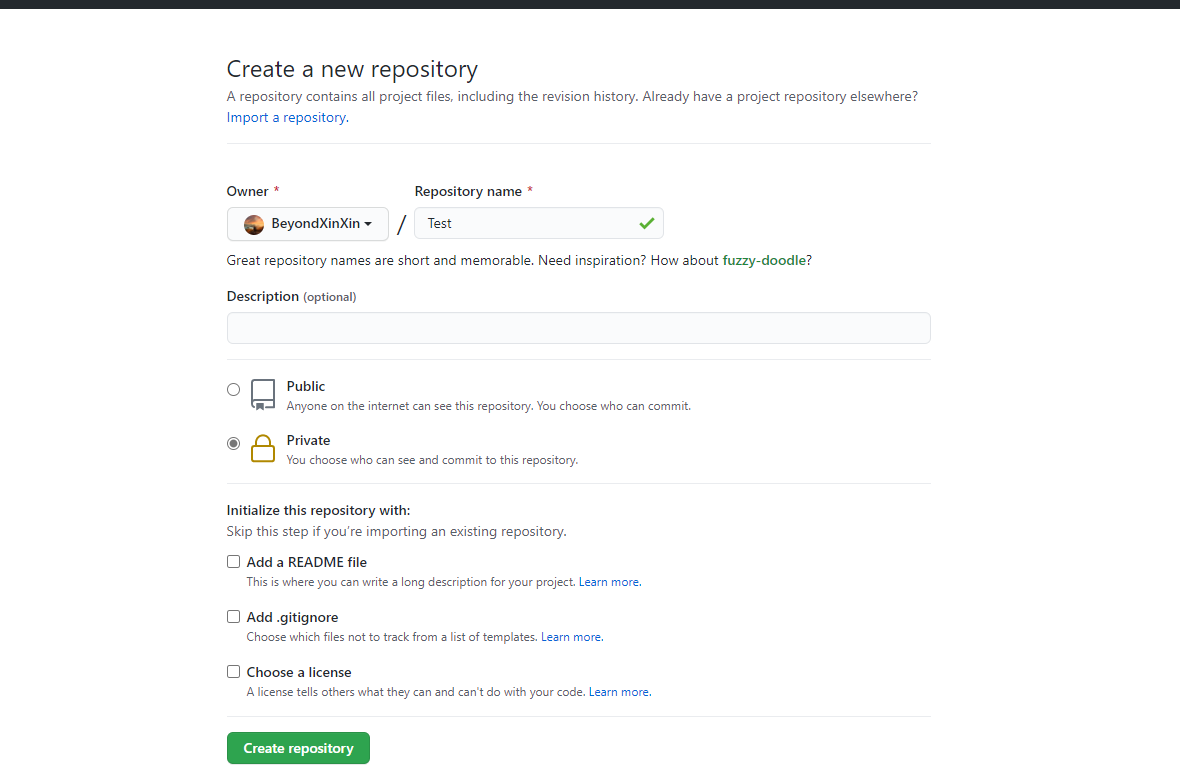 Create a new repository
A repository contains all project files, including the revision history. Already have a project repository elsewhere?
Import a repository.
Owner * Repository name *
BeyondXinXin / Test
Great repository names are short and memorable. Need inspiration? How about fuzzy-doodle?
Description (optional)
Public
Anyone on the internet can see this repository. You choose who can commit.
Private
You choose who can see and commit to this repository.
Initialize this repository with:
Skip this step if you’re importing an existing repository.
Add a README file
This is where you can write a long description for your project. Learn more.
Add .gitignore
Choose which files not to track from a list of templates. Learn more.
Choose a license
A license tells others what they can and can't do with your code. Learn more.
Create repository